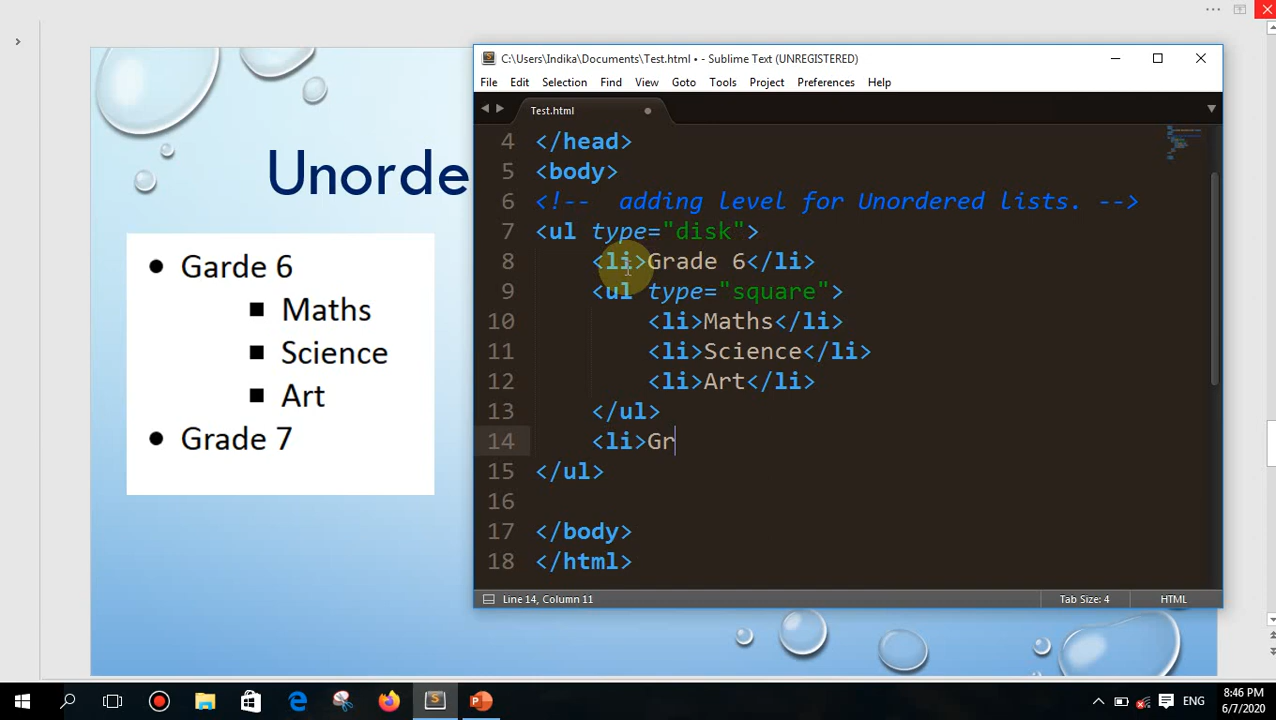 C:\Users\Indika\Documents\Test.html • - Sublime Text (UNREGISTERED)
File Edit Selection Find View Goto Tools Project Preferences Help
Test.html
Unorde
Garde 6
Maths
Science
Art
Grade 7
4 </head>
5 <body>
6 <!--  adding level for Unordered lists. -->
7 <ul type="disk">
8 <li>Grade 6</li>
9 <ul type="square">
10 <li>Maths</li>
11 <li>Science</li>
12 <li>Art</li>
13 </ul>
14 <li>Gr
15 </ul>
16
17 </body>
18 </html>
Line 14, Column 11 Tab Size: 4 HTML
ENG
8:46 PM
6/7/2020